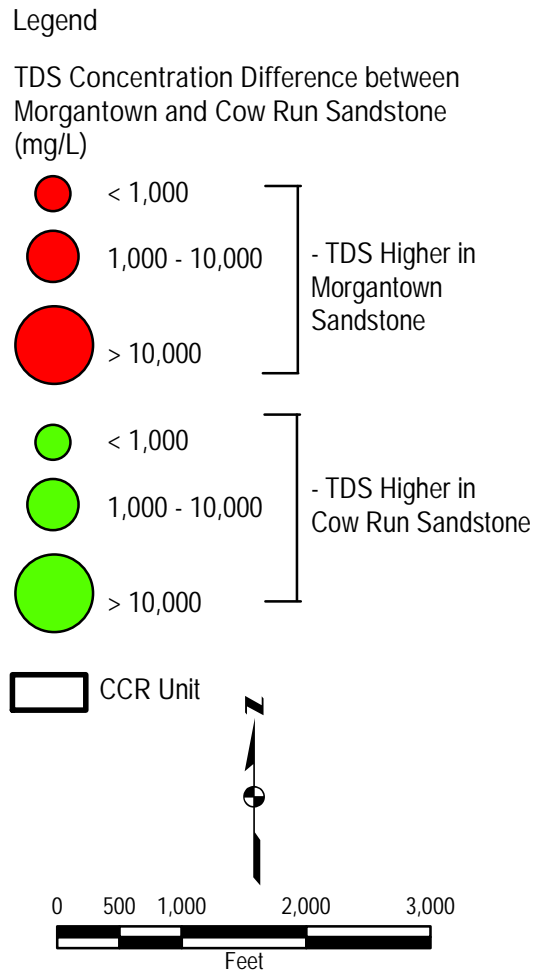 Legend
TDS Concentration Difference between
Morgantown and Cow Run Sandstone
(mg/L)
< 1,000
1,000 - 10,000
> 10,000
- TDS Higher in
Morgantown
Sandstone
< 1,000
1,000 - 10,000
> 10,000
- TDS Higher in
Cow Run Sandstone
CCR Unit
N
0 500 1,000 2,000 3,000
Feet